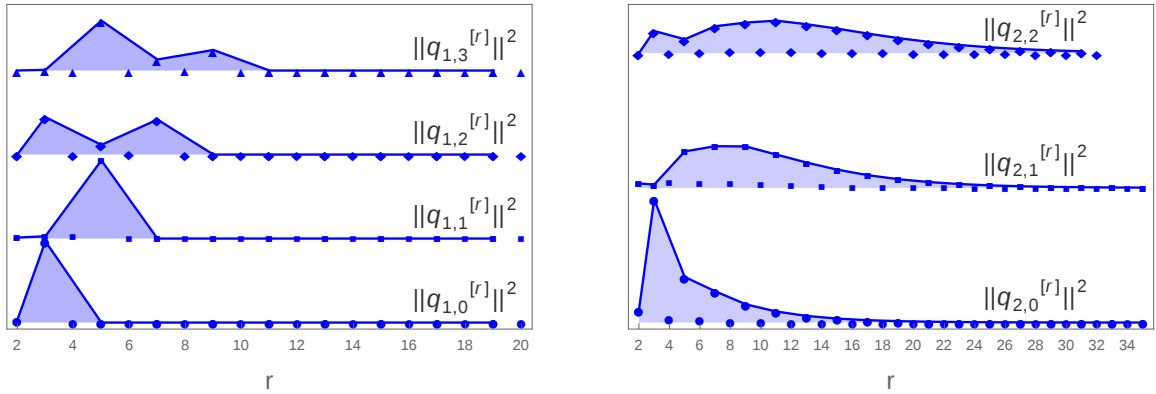 ||q₁,₃^[r]||²
||q₁,₂^[r]||²
||q₁,₁^[r]||²
||q₁,₀^[r]||²
2 4 6 8 10 12 14 16 18 20
r
||q₂,₂^[r]||²
||q₂,₁^[r]||²
||q₂,₀^[r]||²
2 4 6 8 10 12 14 16 18 20 22 24 26 28 30 32 34
r